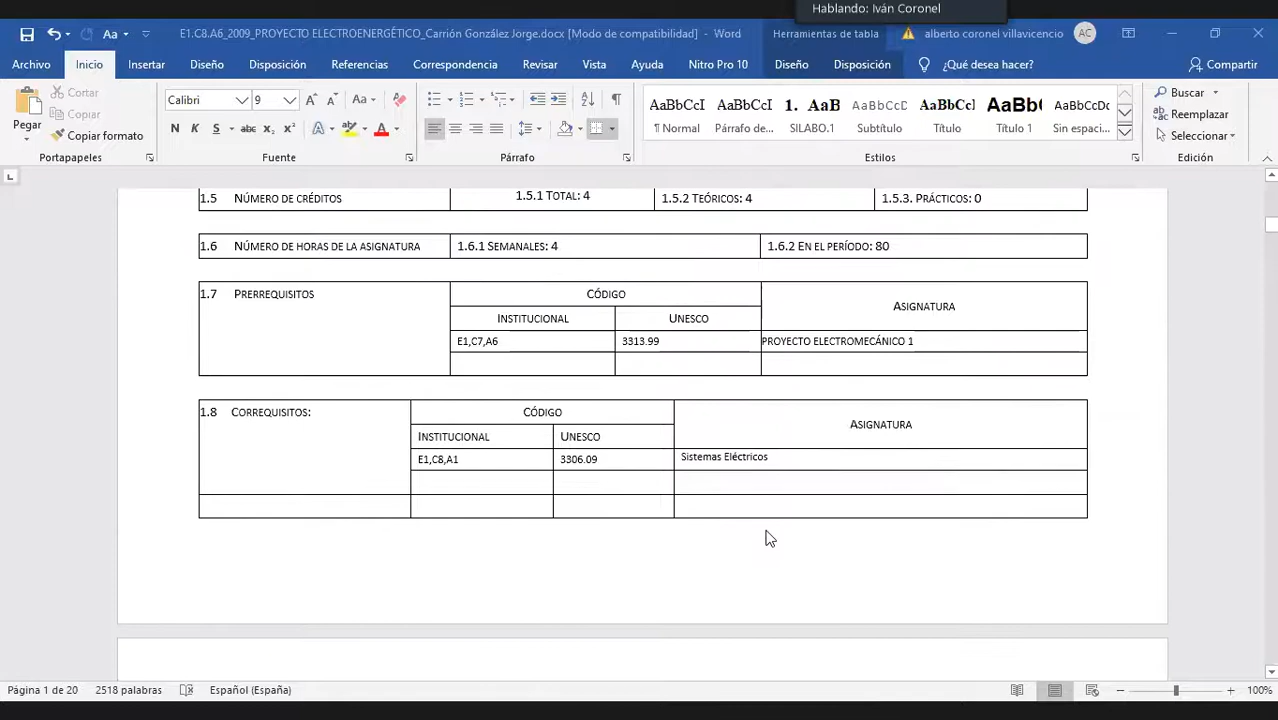 Hablando: Iván Coronel
E1.C8.A6_2009_PROYECTO ELECTROENERGÉTICO_Carrión González Jorge.docx [Modo de compatibilidad] - Word
Herramientas de tabla
alberto coronel villavicencio
AC
Archivo Inicio Insertar Diseño Disposición Referencias Correspondencia Revisar Vista Ayuda Nitro Pro 10 Diseño Disposición ¿Qué desea hacer? Compartir
Pegar
Cortar
Copiar
Copiar formato
Portapapeles
Calibri 9 A A Aa
N K S abc x₂ x² A A
Fuente
Párrafo
AaBbCcI AaBbCcI 1. AaB AaBbCcD AaBbCc AaBb( AaBbCcDc
¶ Normal Párrafo de... SILABO.1 Subtítulo Título Título 1 Sin espaci...
Estilos
Buscar
Reemplazar
Seleccionar
Edición
1.5 NÚMERO DE CRÉDITOS 1.5.1 TOTAL: 4 1.5.2 TEÓRICOS: 4 1.5.3. PRÁCTICOS: 0
1.6 NÚMERO DE HORAS DE LA ASIGNATURA 1.6.1 SEMANALES: 4 1.6.2 EN EL PERÍODO: 80
1.7 PRERREQUISITOS CÓDIGO ASIGNATURA
INSTITUCIONAL UNESCO
E1,C7,A6 3313.99 PROYECTO ELECTROMECÁNICO 1
1.8 CORREQUISITOS: CÓDIGO ASIGNATURA
INSTITUCIONAL UNESCO
E1,C8,A1 3306.09 Sistemas Eléctricos
Página 1 de 20 2518 palabras Español (España) 100%